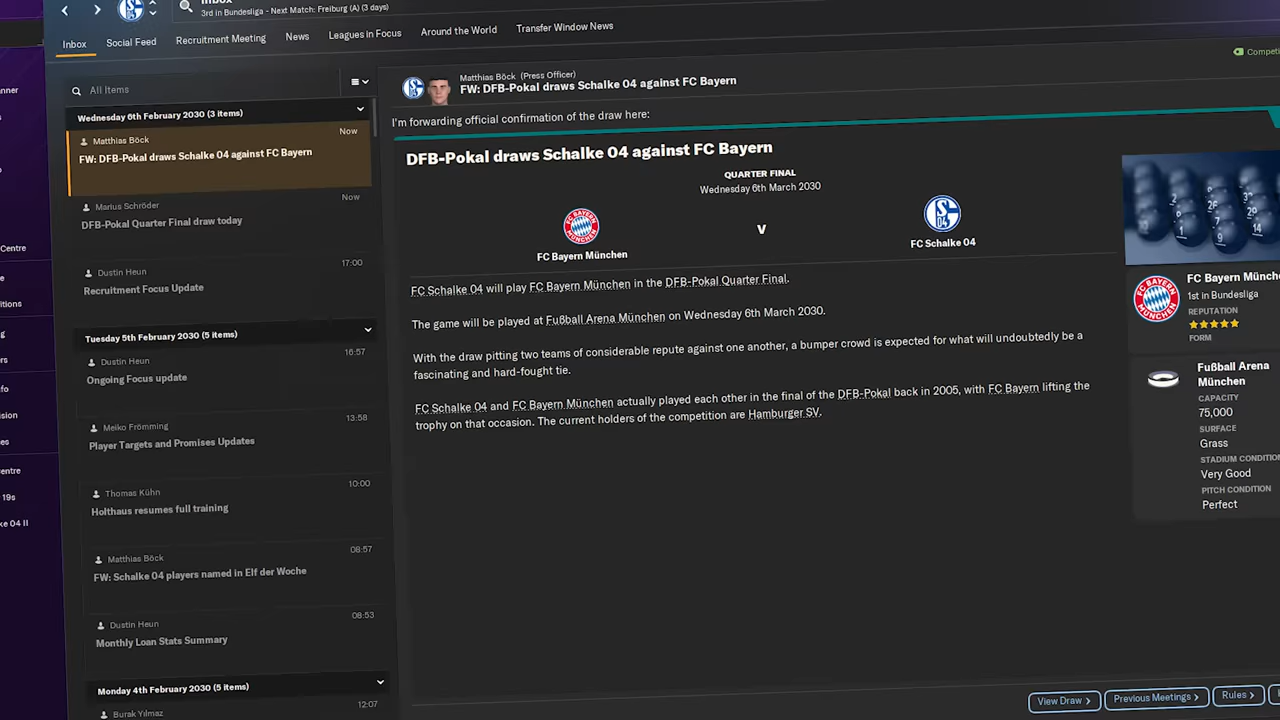 Inbox
3rd in Bundesliga - Next Match: Freiburg (A) (3 days)
Inbox
Social Feed
Recruitment Meeting
News
Leagues in Focus
Around the World
Transfer Window News
All Items
Wednesday 6th February 2030 (3 items)
Matthias Böck
Now
FW: DFB-Pokal draws Schalke 04 against FC Bayern
Marius Schröder
Now
DFB-Pokal Quarter Final draw today
Dustin Heun
17:00
Recruitment Focus Update
Tuesday 5th February 2030 (5 items)
Dustin Heun
16:57
Ongoing Focus update
Meiko Frömming
13:58
Player Targets and Promises Updates
Thomas Kühn
10:00
Holthaus resumes full training
Matthias Böck
08:57
FW: Schalke 04 players named in Elf der Woche
Dustin Heun
08:53
Monthly Loan Stats Summary
Monday 4th February 2030 (5 items)
Burak Yılmaz
12:07
Matthias Böck (Press Officer)
FW: DFB-Pokal draws Schalke 04 against FC Bayern
Competi
I'm forwarding official confirmation of the draw here:
DFB-Pokal draws Schalke 04 against FC Bayern
QUARTER FINAL
Wednesday 6th March 2030
FC Bayern München
V
FC Schalke 04
FC Schalke 04 will play FC Bayern München in the DFB-Pokal Quarter Final.
The game will be played at Fußball Arena München on Wednesday 6th March 2030.
With the draw pitting two teams of considerable repute against one another, a bumper crowd is expected for what will undoubtedly be a
fascinating and hard-fought tie.
FC Schalke 04 and FC Bayern München actually played each other in the final of the DFB-Pokal back in 2005, with FC Bayern lifting the
trophy on that occasion. The current holders of the competition are Hamburger SV.
FC Bayern Münche
1st in Bundesliga
REPUTATION
FORM
Fußball Arena
München
CAPACITY
75,000
SURFACE
Grass
STADIUM CONDITIO
Very Good
PITCH CONDITION
Perfect
View Draw
Previous Meetings
Rules